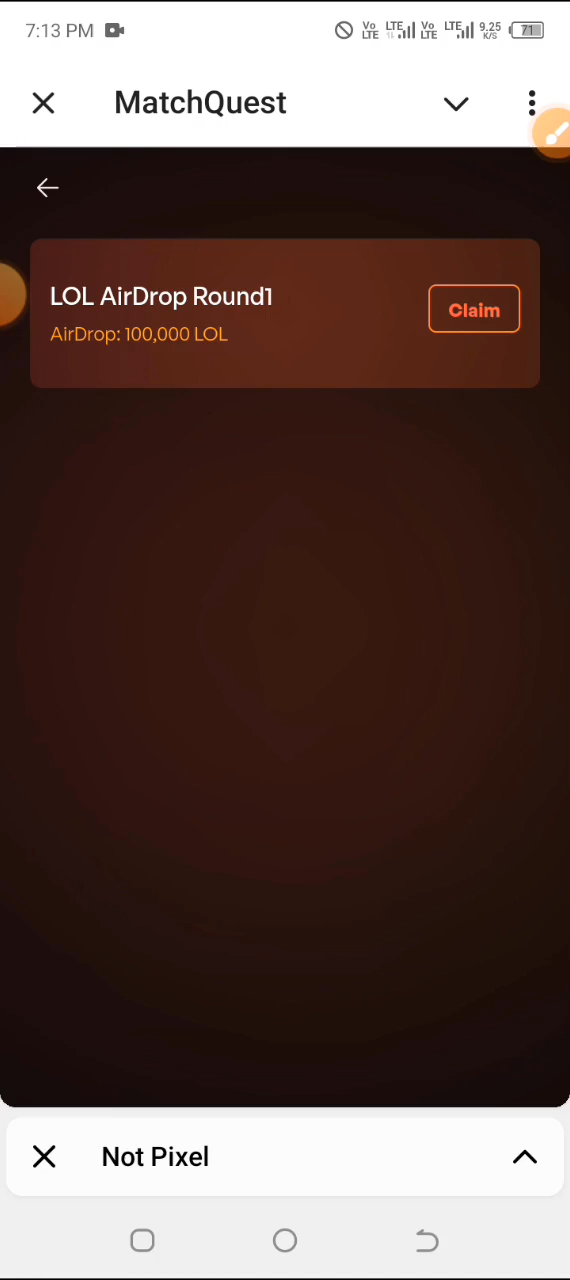 7:13 PM
Vo LTE LTE Vo LTE LTE 9.25 K/S 71
MatchQuest
LOL AirDrop Round1
AirDrop: 100,000 LOL
Claim
Not Pixel